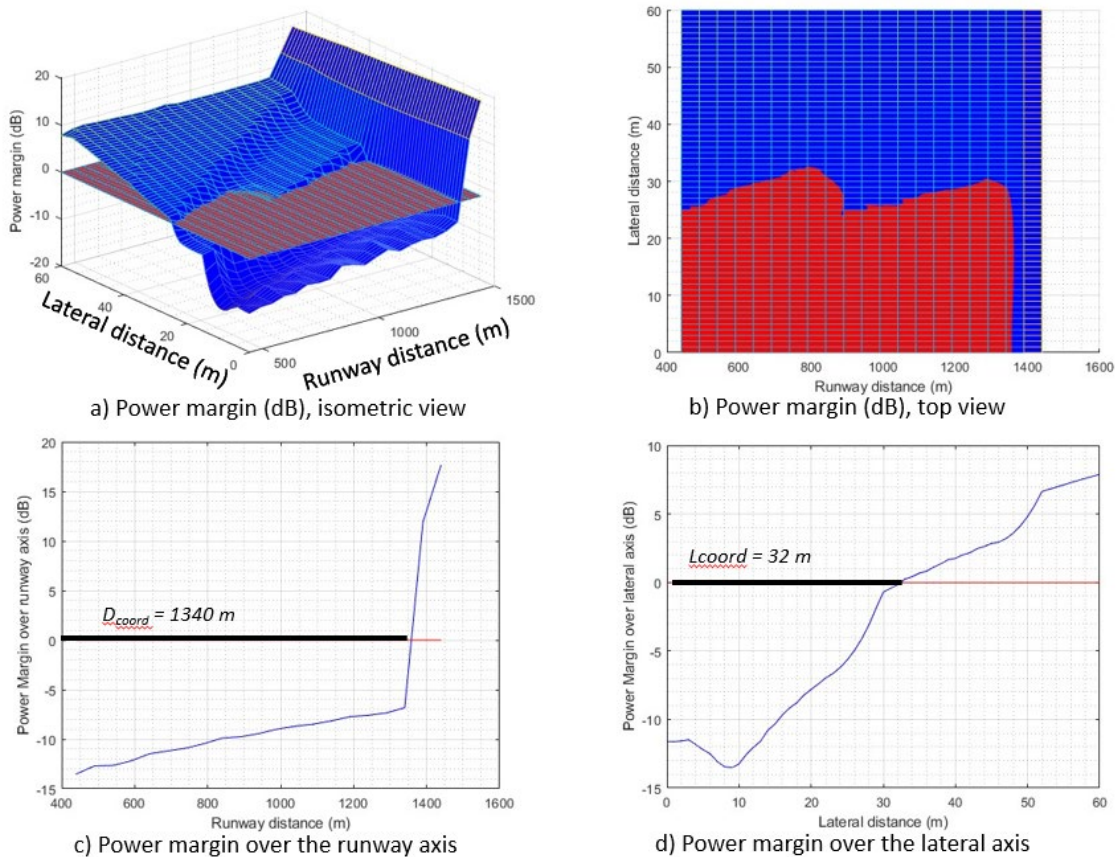 Power margin (dB)
20
10
0
-10
-20
60
40
20
0
Lateral distance (m)
500
1000
1500
Runway distance (m)
a) Power margin (dB), isometric view
Lateral distance (m)
60
50
40
30
20
10
0
400 600 800 1000 1200 1400 1600
Runway distance (m)
b) Power margin (dB), top view
Power Margin over runway axis (dB)
20
15
10
5
0
-5
-10
-15
D_coord = 1340 m
400 600 800 1000 1200 1400 1600
Runway distance (m)
c) Power margin over the runway axis
Power Margin over lateral axis (dB)
10
5
0
-5
-10
-15
Lcoord = 32 m
0 10 20 30 40 50 60
Lateral distance (m)
d) Power margin over the lateral axis